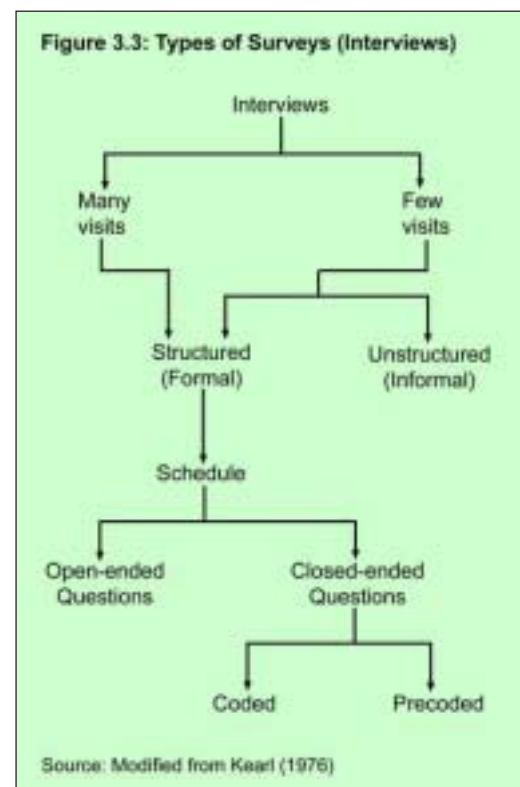 Figure 3.3: Types of Surveys (Interviews)
Interviews
Many
visits
Few
visits
Structured
(Formal)
Unstructured
(Informal)
Schedule
Open-ended
Questions
Closed-ended
Questions
Coded
Precoded
Source: Modified from Kearl (1976)